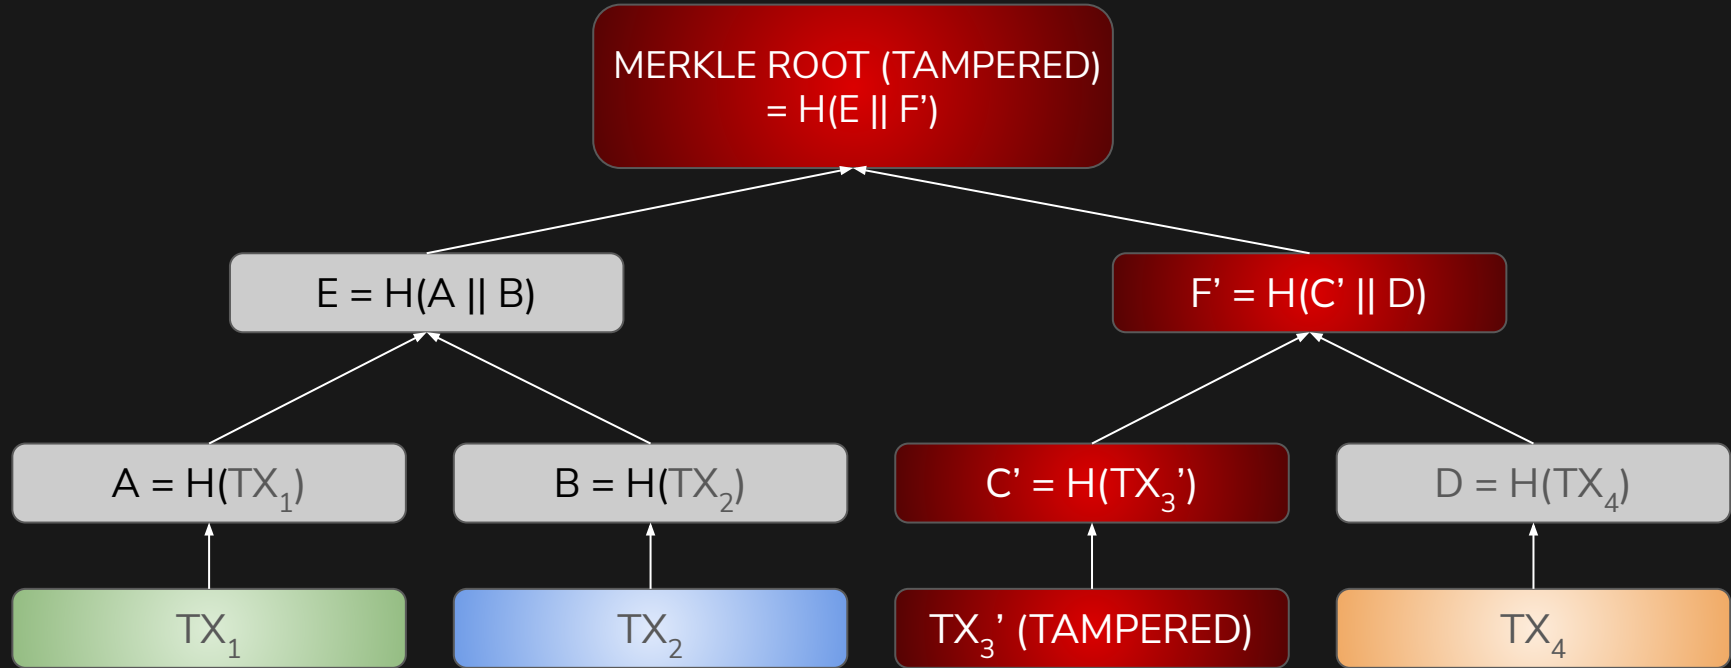 MERKLE ROOT (TAMPERED)
= H(E || F’)
E = H(A || B)
F’ = H(C’ || D)
A = H(TX₁)
B = H(TX₂)
C’ = H(TX₃’)
D = H(TX₄)
TX₁
TX₂
TX₃’ (TAMPERED)
TX₄